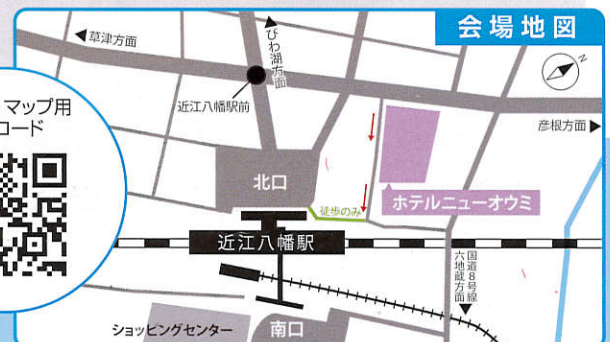 会場地図
草津方面
びわ湖方面
N
近江八幡駅前
マップ用
コード
彦根方面
北口
徒歩のみ
ホテルニューオウミ
近江八幡駅
国道8号線
六地蔵方面
ショッピングセンター
南口